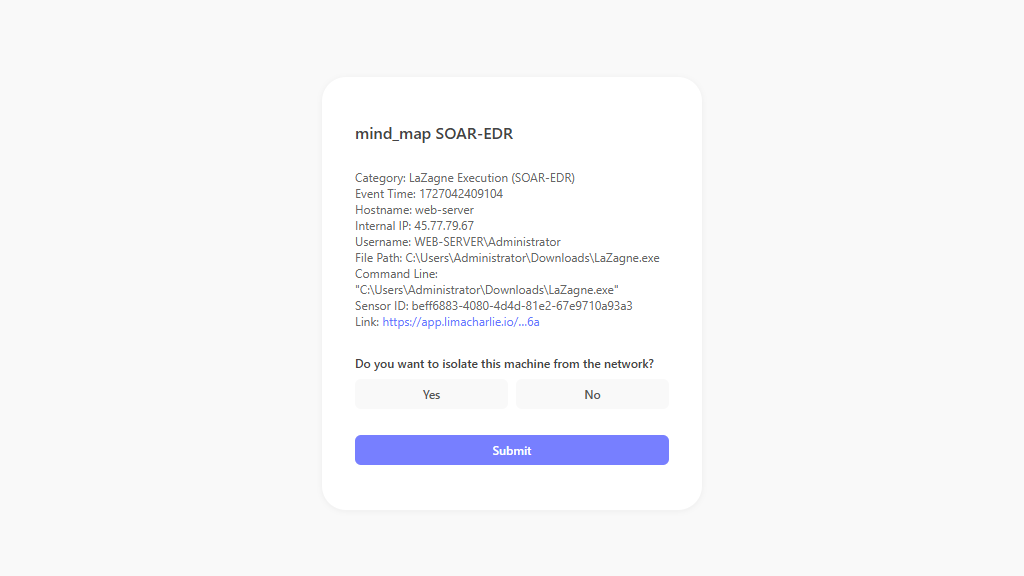 mind_map SOAR-EDR
Category: LaZagne Execution (SOAR-EDR)
Event Time: 1727042409104
Hostname: web-server
Internal IP: 45.77.79.67
Username: WEB-SERVER\Administrator
File Path: C:\Users\Administrator\Downloads\LaZagne.exe
Command Line:
"C:\Users\Administrator\Downloads\LaZagne.exe"
Sensor ID: beff6883-4080-4d4d-81e2-67e9710a93a3
Link: https://app.limacharlie.io/...6a
Do you want to isolate this machine from the network?
Yes No
Submit